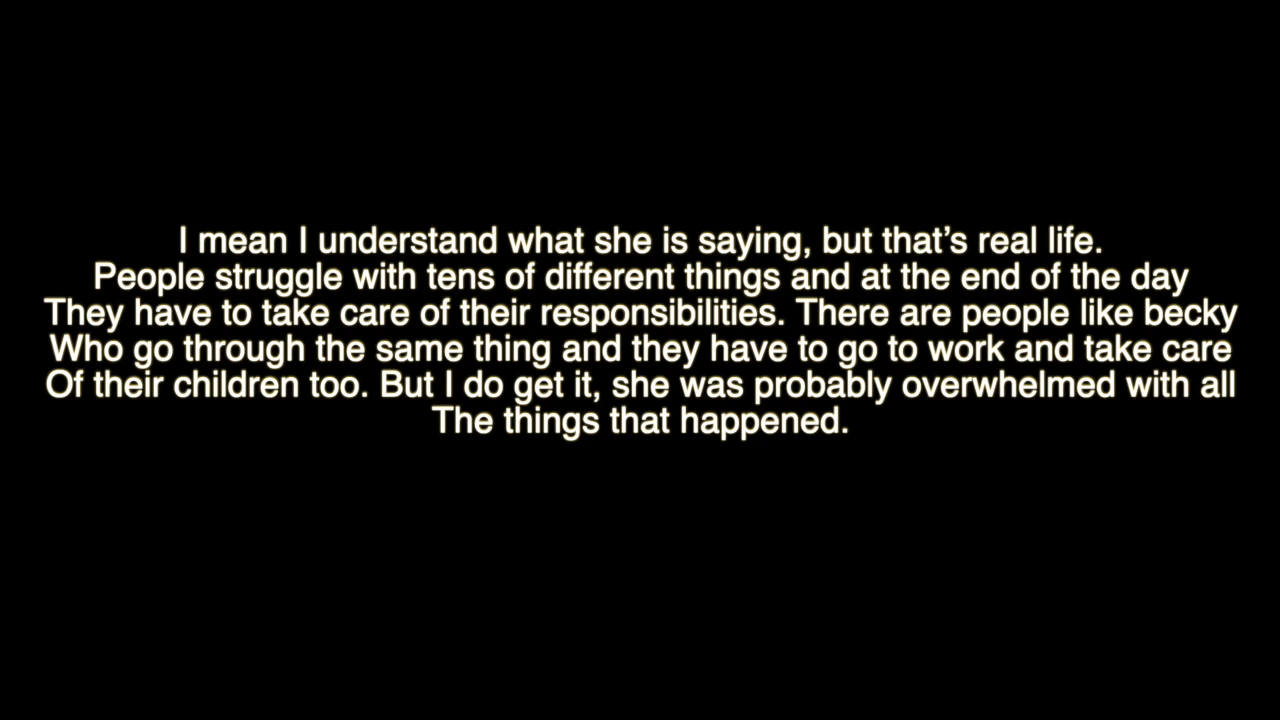 I mean I understand what she is saying, but that’s real life.
People struggle with tens of different things and at the end of the day
They have to take care of their responsibilities. There are people like becky
Who go through the same thing and they have to go to work and take care
Of their children too. But I do get it, she was probably overwhelmed with all
The things that happened.